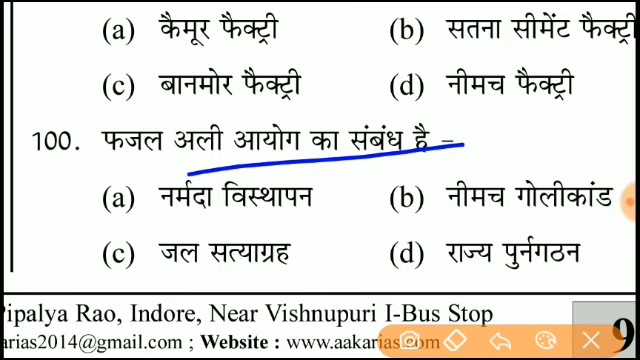 (a) कैमूर फैक्ट्री (b) सतना सीमेंट फैक्ट्री
(c) बानमोर फैक्ट्री (d) नीमच फैक्ट्री
100. फजल अली आयोग का संबंध है –
(a) नर्मदा विस्थापन (b) नीमच गोलीकांड
(c) जल सत्याग्रह (d) राज्य पुर्नगठन
Pipalya Rao, Indore, Near Vishnupuri I-Bus Stop
arias2014@gmail.com ; Website : www.aakarias.com
9